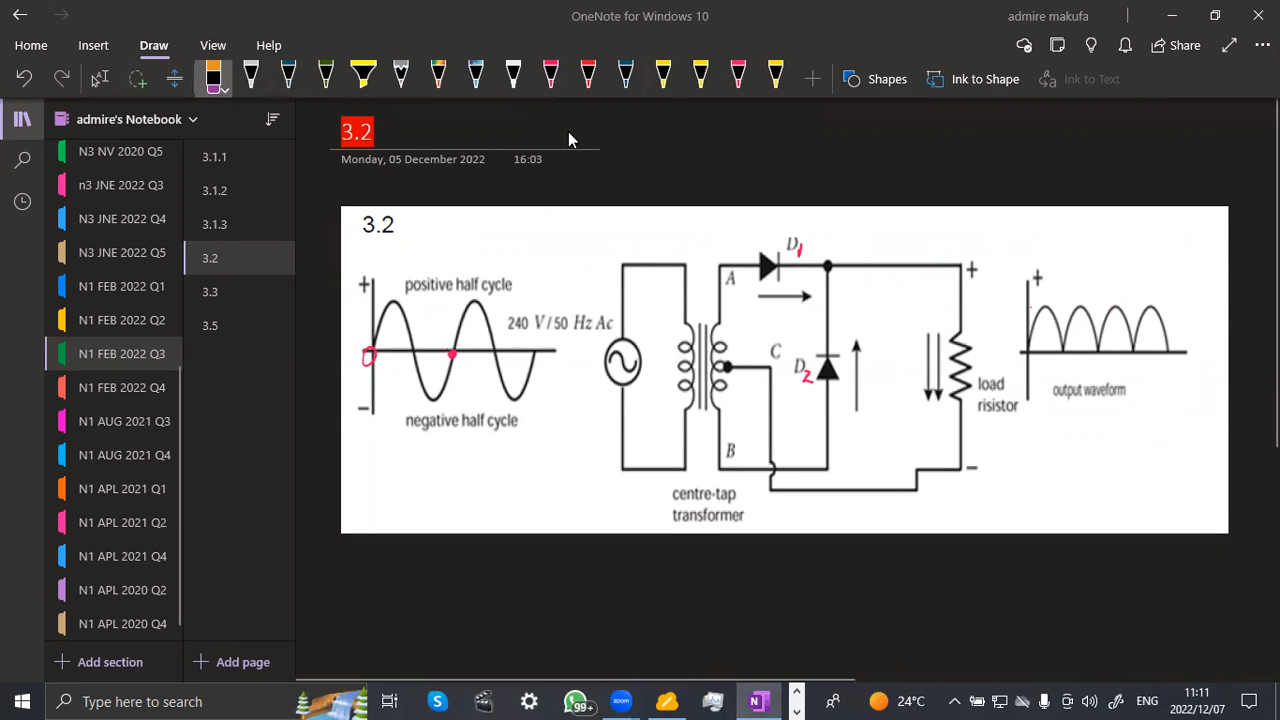 OneNote for Windows 10
admire makufa
Home
Insert
Draw
View
Help
Share
Shapes
Ink to Shape
Ink to Text
admire's Notebook
N3 NV 2020 Q5
n3 JNE 2022 Q3
N3 JNE 2022 Q4
N3 JNE 2022 Q5
N1 FEB 2022 Q1
N1 FEB 2022 Q2
N1 FEB 2022 Q3
N1 FEB 2022 Q4
N1 AUG 2021 Q3
N1 AUG 2021 Q4
N1 APL 2021 Q1
N1 APL 2021 Q2
N1 APL 2021 Q4
N1 APL 2020 Q2
N1 APL 2020 Q4
Add section
3.1.1
3.1.2
3.1.3
3.2
3.3
3.5
Add page
3.2
Monday, 05 December 2022 16:03
3.2
+
positive half cycle
0
−
negative half cycle
240 V/50 Hz Ac
A
D1
C
D2
B
centre-tap
transformer
+
load
risistor
−
+
output waveform
Type here to search
99+
24°C
ENG
11:11
2022/12/07